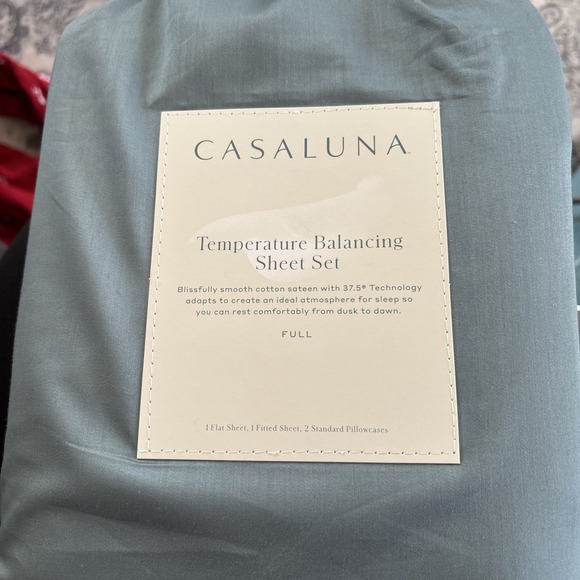 CASALUNA™
Temperature Balancing
Sheet Set
Blissfully smooth cotton sateen with 37.5® Technology
adapts to create an ideal atmosphere for sleep so
you can rest comfortably from dusk to dawn.
FULL
1 Flat Sheet, 1 Fitted Sheet, 2 Standard Pillowcases